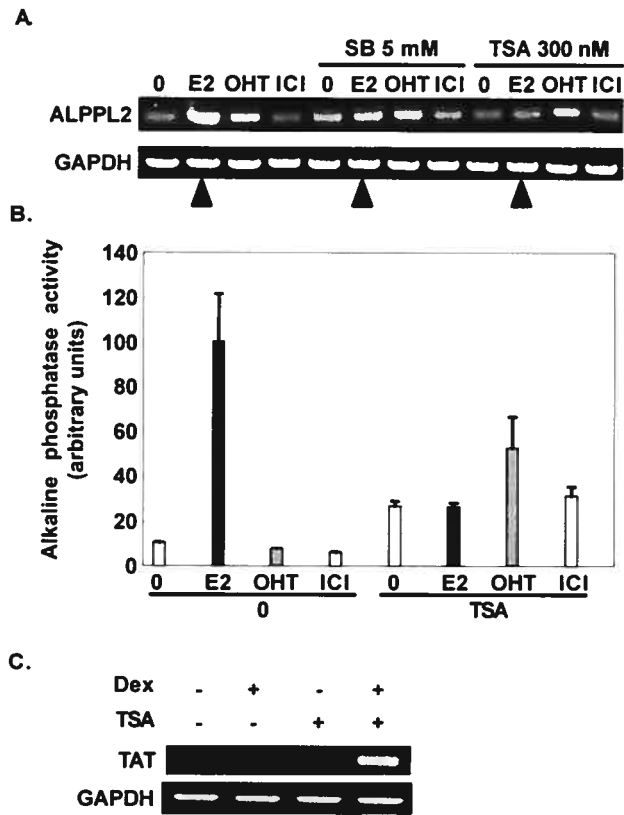 A.
SB 5 mM TSA 300 nM
0 E2 OHT ICI 0 E2 OHT ICI 0 E2 OHT ICI
ALPPL2
GAPDH
B.
Alkaline phosphatase activity
(arbitrary units)
140
120
100
80
60
40
20
0
0 E2 OHT ICI 0 E2 OHT ICI
0 TSA
C.
Dex - + - +
TSA - - + +
TAT
GAPDH